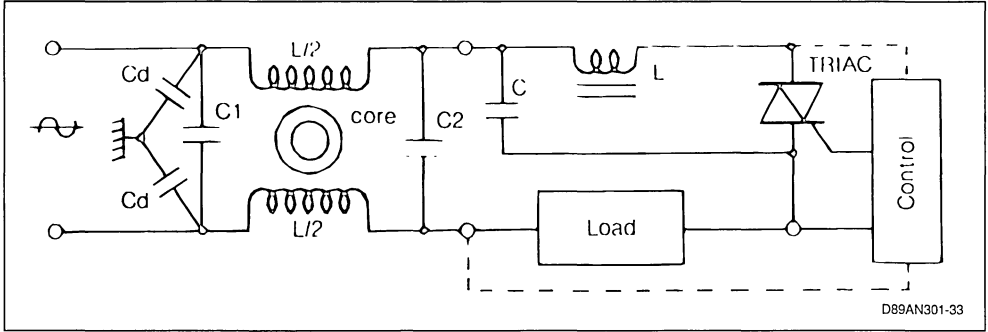 L/2
L
TRIAC
Cd
C
C1
core
C2
Control
Cd
L/2
Load
D89AN301-33